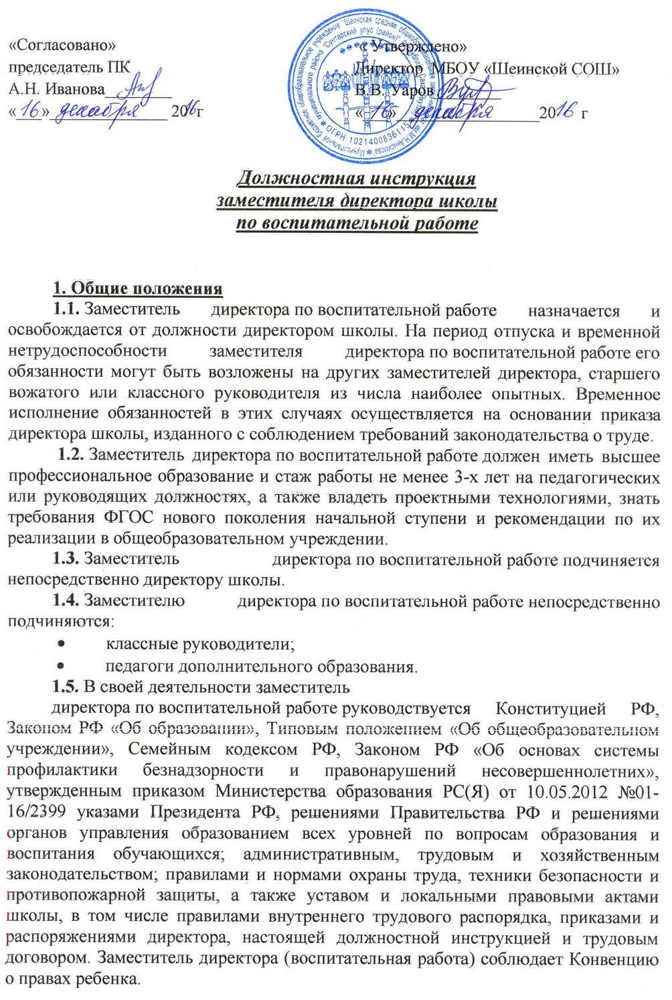 «Согласовано»
председатель ПК
А.Н. Иванова
«16» декабря 2016г
« Утверждено»
Директор МБОУ «Шеинской СОШ»
В.В. Уаров
«16» декабря 2016 г
ОГРН 1021400836115
Должностная инструкция
заместителя директора школы
по воспитательной работе
1. Общие положения
1.1. Заместитель директора по воспитательной работе назначается и
освобождается от должности директором школы. На период отпуска и временной
нетрудоспособности заместителя директора по воспитательной работе его
обязанности могут быть возложены на других заместителей директора, старшего
вожатого или классного руководителя из числа наиболее опытных. Временное
исполнение обязанностей в этих случаях осуществляется на основании приказа
директора школы, изданного с соблюдением требований законодательства о труде.
1.2. Заместитель директора по воспитательной работе должен иметь высшее
профессиональное образование и стаж работы не менее 3-х лет на педагогических
или руководящих должностях, а также владеть проектными технологиями, знать
требования ФГОС нового поколения начальной ступени и рекомендации по их
реализации в общеобразовательном учреждении.
1.3. Заместитель директора по воспитательной работе подчиняется
непосредственно директору школы.
1.4. Заместителю директора по воспитательной работе непосредственно
подчиняются:
• классные руководители;
• педагоги дополнительного образования.
1.5. В своей деятельности заместитель
директора по воспитательной работе руководствуется Конституцией РФ,
Законом РФ «Об образовании», Типовым положением «Об общеобразовательном
учреждении», Семейным кодексом РФ, Законом РФ «Об основах системы
профилактики безнадзорности и правонарушений несовершеннолетних»,
утвержденным приказом Министерства образования РС(Я) от 10.05.2012 №01-
16/2399 указами Президента РФ, решениями Правительства РФ и решениями
органов управления образованием всех уровней по вопросам образования и
воспитания обучающихся; административным, трудовым и хозяйственным
законодательством; правилами и нормами охраны труда, техники безопасности и
противопожарной защиты, а также уставом и локальными правовыми актами
школы, в том числе правилами внутреннего трудового распорядка, приказами и
распоряжениями директора, настоящей должностной инструкцией и трудовым
договором. Заместитель директора (воспитательная работа) соблюдает Конвенцию
о правах ребенка.